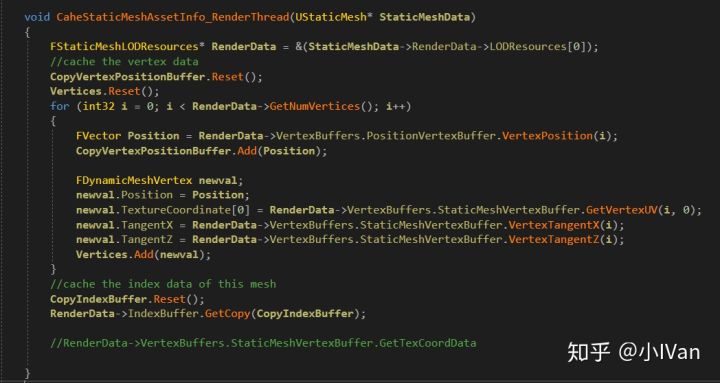 void CaheStaticMeshAssetInfo_RenderThread(UStaticMesh* StaticMeshData)
{
    FStaticMeshLODResources* RenderData = &(StaticMeshData->RenderData->LODResources[0]);
    //cache the vertex data
    CopyVertexPositionBuffer.Reset();
    Vertices.Reset();
    for (int32 i = 0; i < RenderData->GetNumVertices(); i++)
    {
        FVector Position = RenderData->VertexBuffers.PositionVertexBuffer.VertexPosition(i);
        CopyVertexPositionBuffer.Add(Position);

        FDynamicMeshVertex newval;
        newval.Position = Position;
        newval.TextureCoordinate[0] = RenderData->VertexBuffers.StaticMeshVertexBuffer.GetVertexUV(i, 0);
        newval.TangentX = RenderData->VertexBuffers.StaticMeshVertexBuffer.VertexTangentX(i);
        newval.TangentZ = RenderData->VertexBuffers.StaticMeshVertexBuffer.VertexTangentZ(i);
        Vertices.Add(newval);
    }
    //cache the index data of this mesh
    CopyIndexBuffer.Reset();
    RenderData->IndexBuffer.GetCopy(CopyIndexBuffer);

    //RenderData->VertexBuffers.StaticMeshVertexBuffer.GetTexCoordData
知乎 @小IVan
}